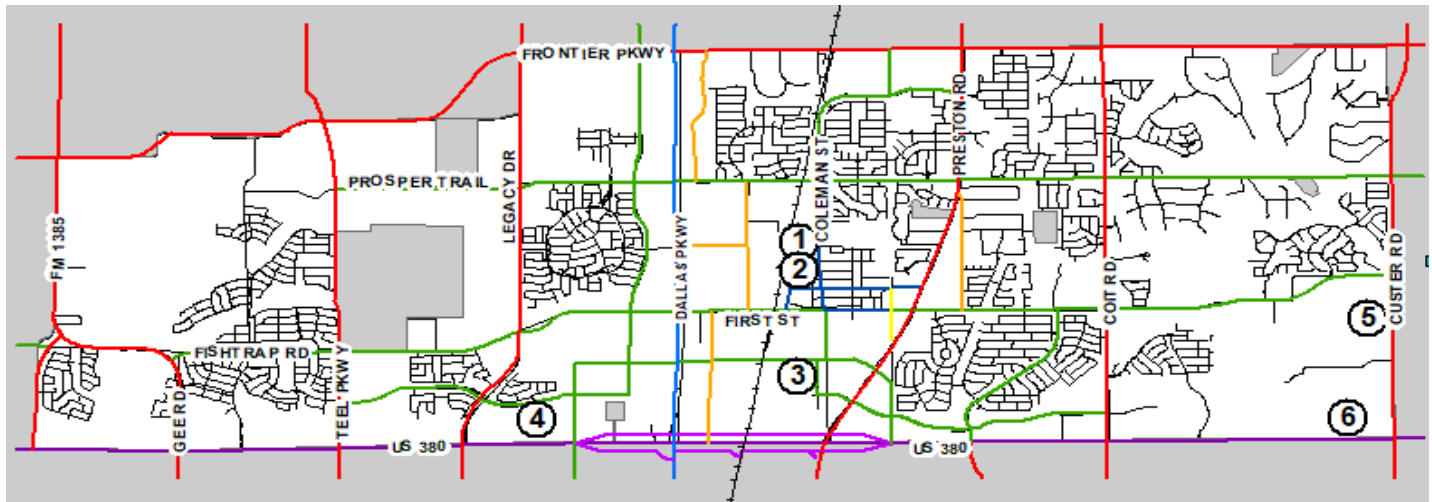 FRONTIER PKWY
PRESTON RD
COLEMAN ST
LEGACY DR
PROSPER TRAIL
FM 1385
DALLAS PKWY
1
2
COIT RD
CUSTER RD
FIRST ST
5
FISHTRAP RD
TEEL PKWY
3
GEE RD
4
6
US 380
US 380